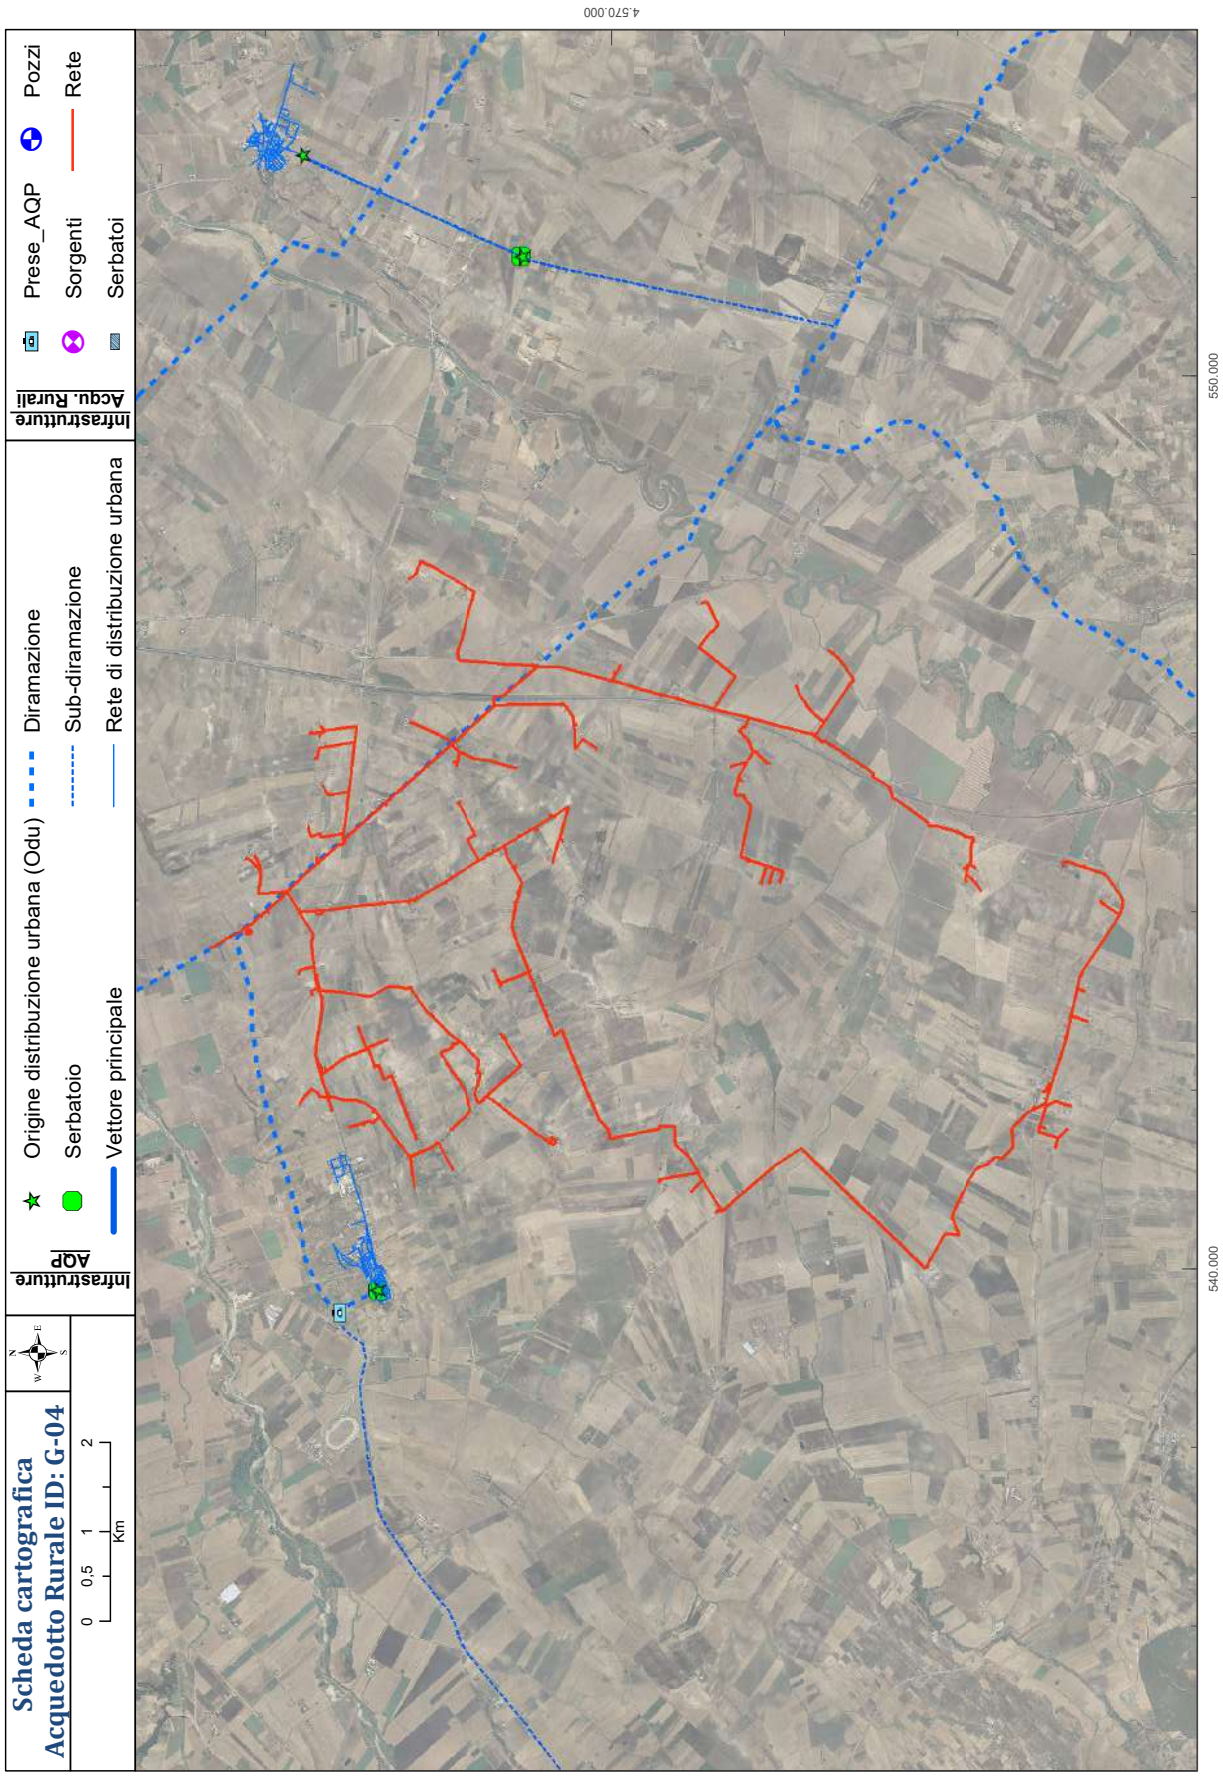 Scheda cartografica
Acquedotto Rurale ID: G-04
0 0,5 1 2
Km
N
W E
S
Infrastrutture
AQP
Origine distribuzione urbana (Odu)
Serbatoio
Vettore principale
Diramazione
Sub-diramazione
Rete di distribuzione urbana
Infrastrutture
Acqu. Rurali
Prese_AQP
Sorgenti
Serbatoi
Pozzi
Rete
4.570.000
540.000
550.000